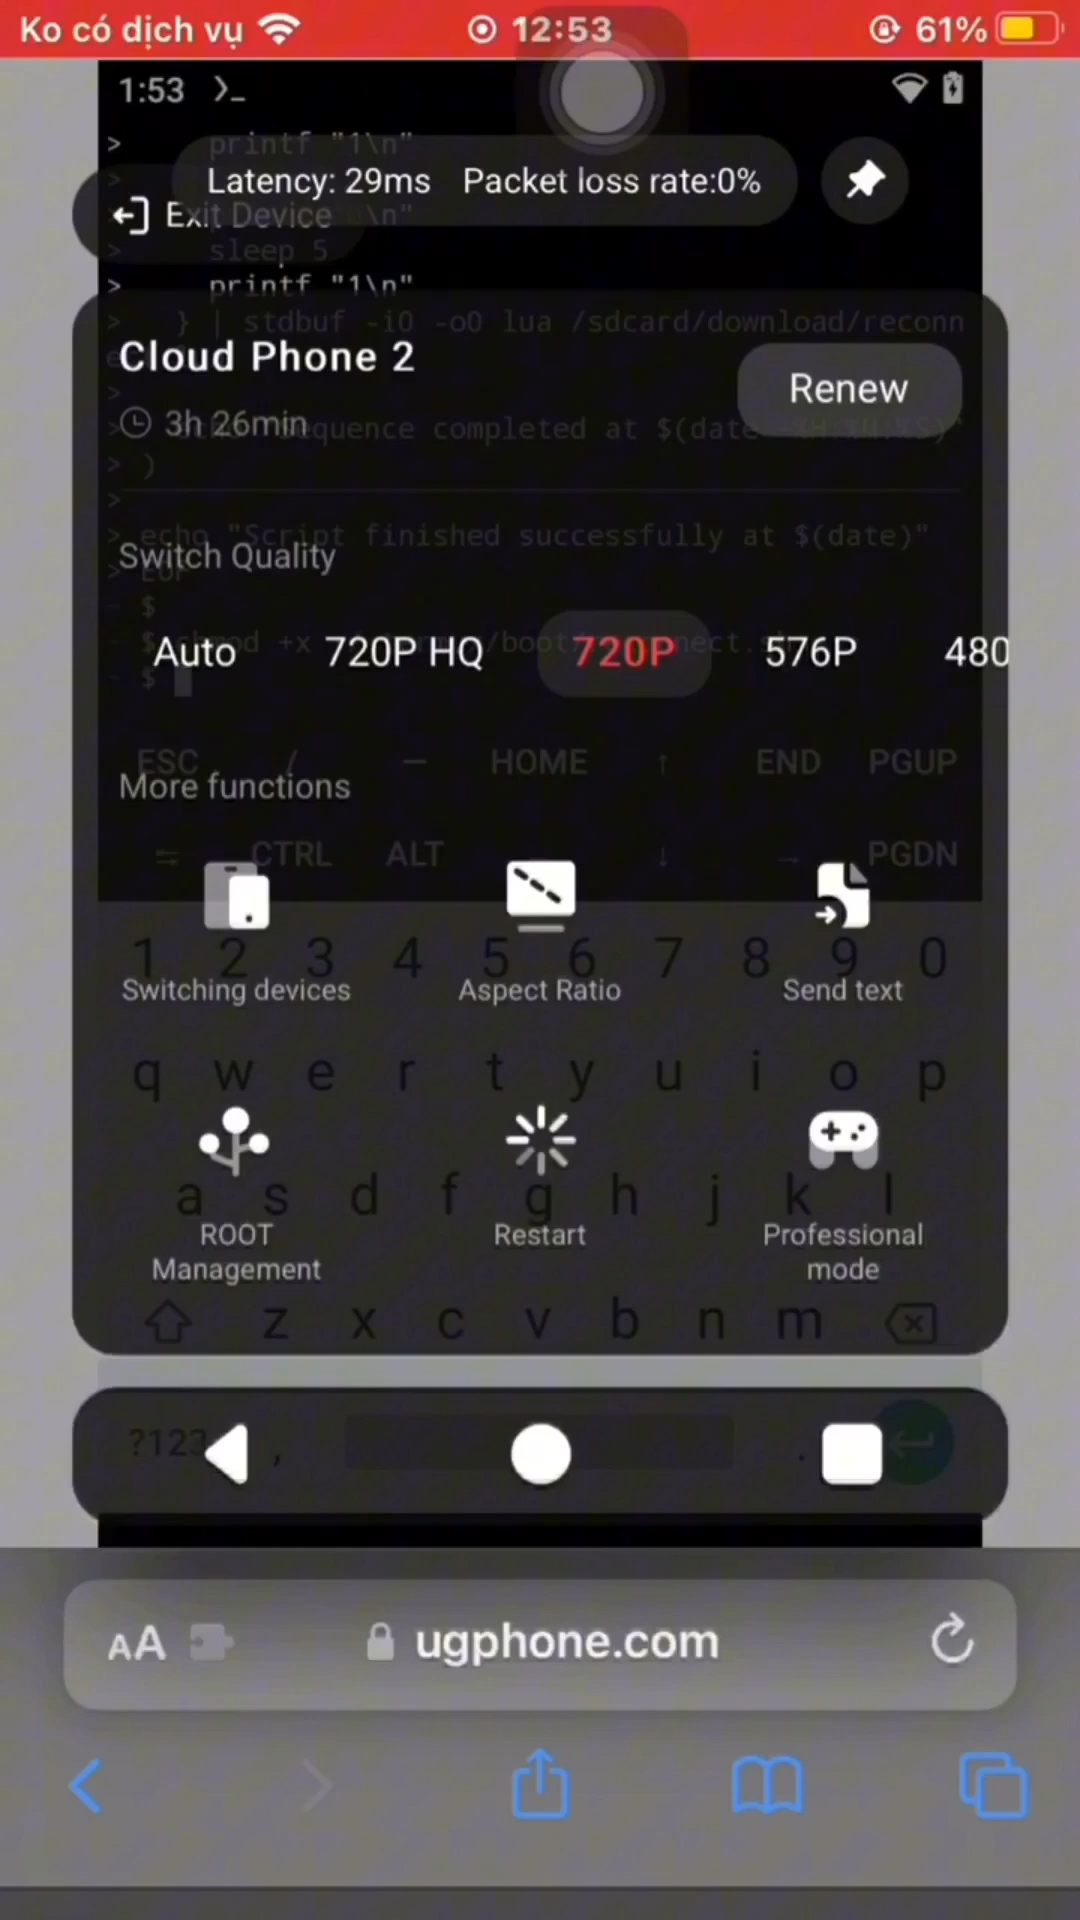 Ko có dịch vụ 12:53 61%
1:53 >_
> printf "1\n"
Latency: 29ms Packet loss rate:0%
> Exit Device \n"
> sleep 5
> printf "1\n"
> } | stdbuf -i0 -o0 lua /sdcard/download/reconn
Cloud Phone 2
Renew
>
3h 26min
> sequence completed at $(date +%H:%M:%S)"
> )
>
> echo "Script finished successfully at $(date)"
Switch Quality
> EOF
~ $
~ $ chmod +x
Auto 720P HQ 720P 576P 480
~ $
ESC / — HOME ↑ END PGUP
More functions
CTRL ALT ↓ → PGDN
1 2 3 4 5 6 7 8 9 0
Switching devices Aspect Ratio Send text
q w e r t y u i o p
a s d f g h j k l
ROOT Management Restart Professional mode
z x c v b n m
?123 , .
AA ugphone.com